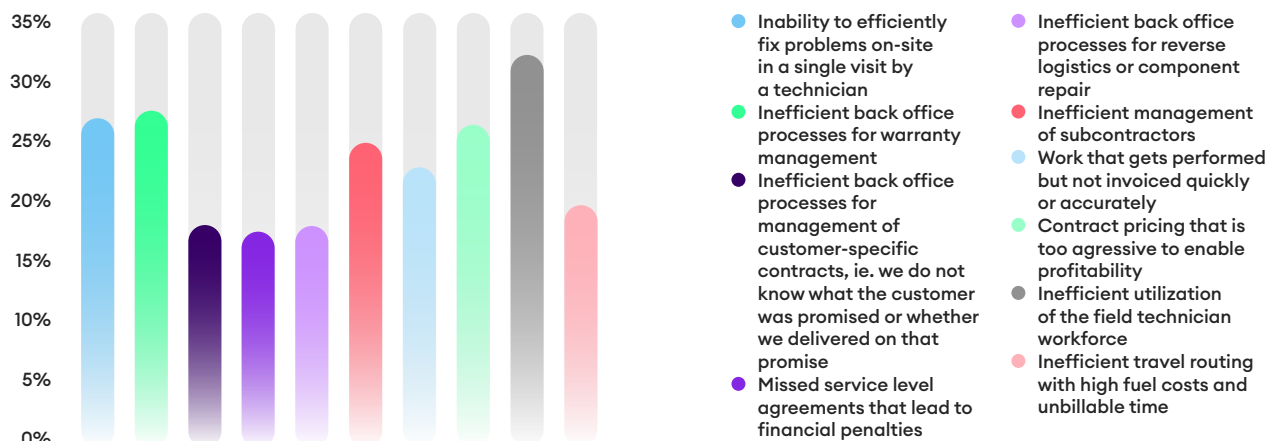 35%
30%
25%
20%
15%
10%
5%
0%
Inability to efficiently
fix problems on-site
in a single visit by
a technician
Inefficient back office
processes for warranty
management
Inefficient back office
processes for
management of
customer-specific
contracts, ie. we do not
know what the customer
was promised or whether
we delivered on that
promise
Missed service level
agreements that lead to
financial penalties
Inefficient back office
processes for reverse
logistics or component
repair
Inefficient management
of subcontractors
Work that gets performed
but not invoiced quickly
or accurately
Contract pricing that is
too agressive to enable
profitability
Inefficient utilization
of the field technician
workforce
Inefficient travel routing
with high fuel costs and
unbillable time